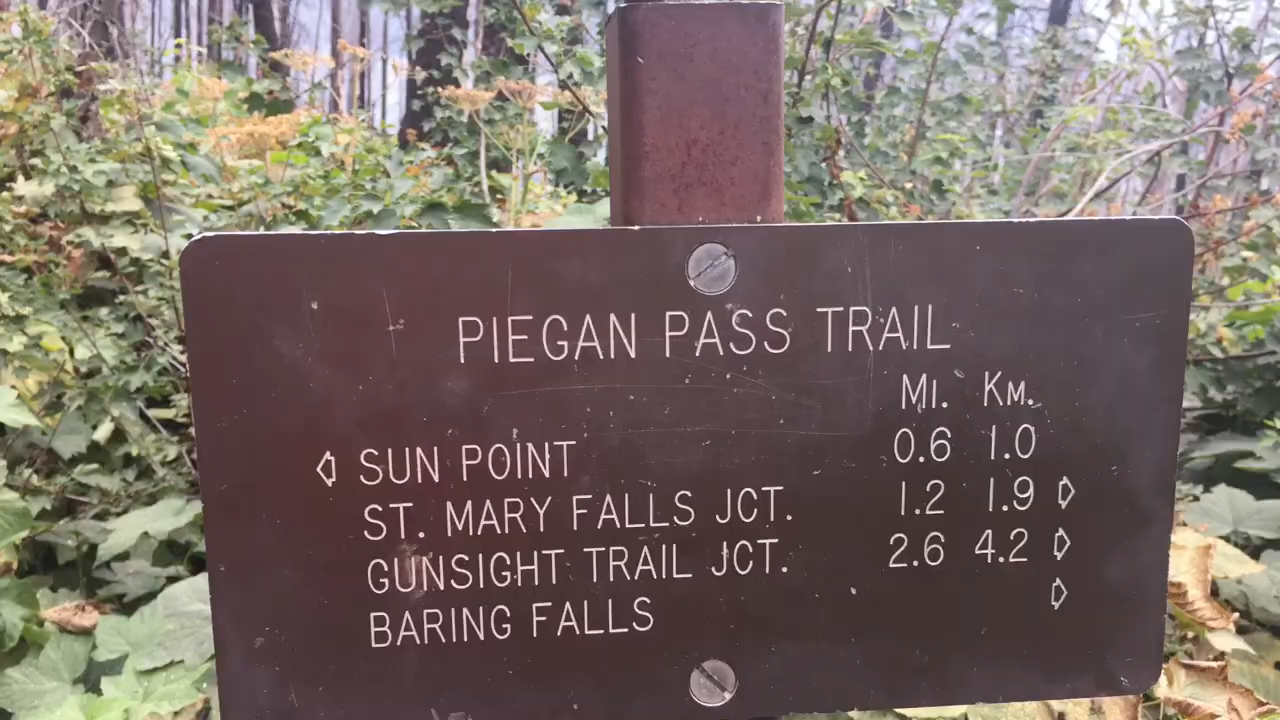 PIEGAN PASS TRAIL
MI. KM.
SUN POINT 0.6 1.0
ST. MARY FALLS JCT. 1.2 1.9
GUNSIGHT TRAIL JCT. 2.6 4.2
BARING FALLS